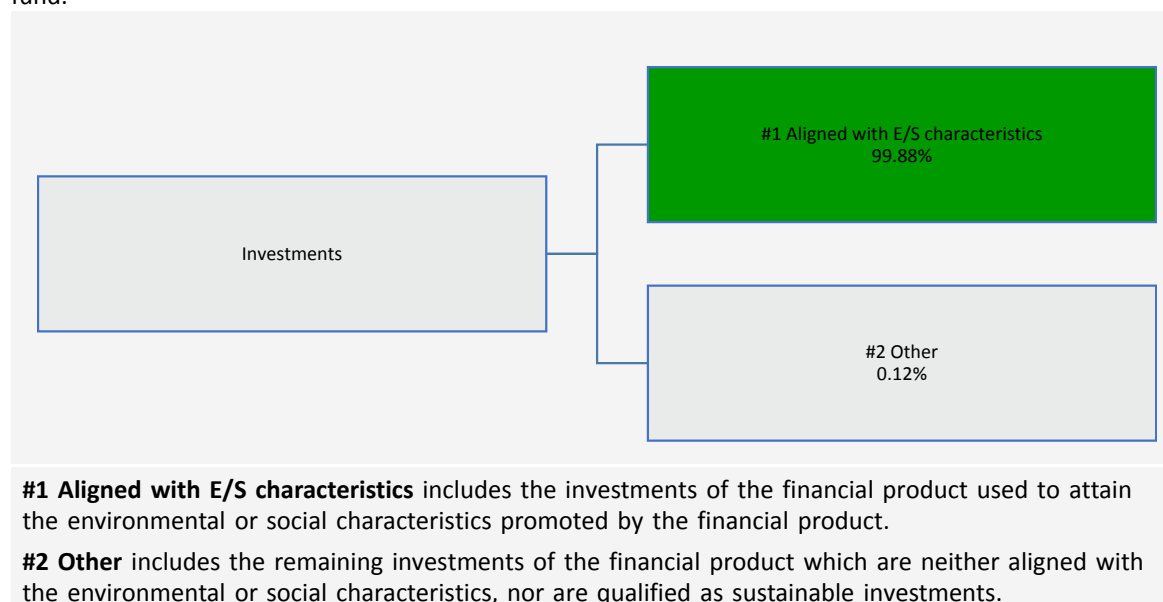 fund.
#1 Aligned with E/S characteristics
99.88%
Investments
#2 Other
0.12%
#1 Aligned with E/S characteristics includes the investments of the financial product used to attain
the environmental or social characteristics promoted by the financial product.
#2 Other includes the remaining investments of the financial product which are neither aligned with
the environmental or social characteristics, nor are qualified as sustainable investments.